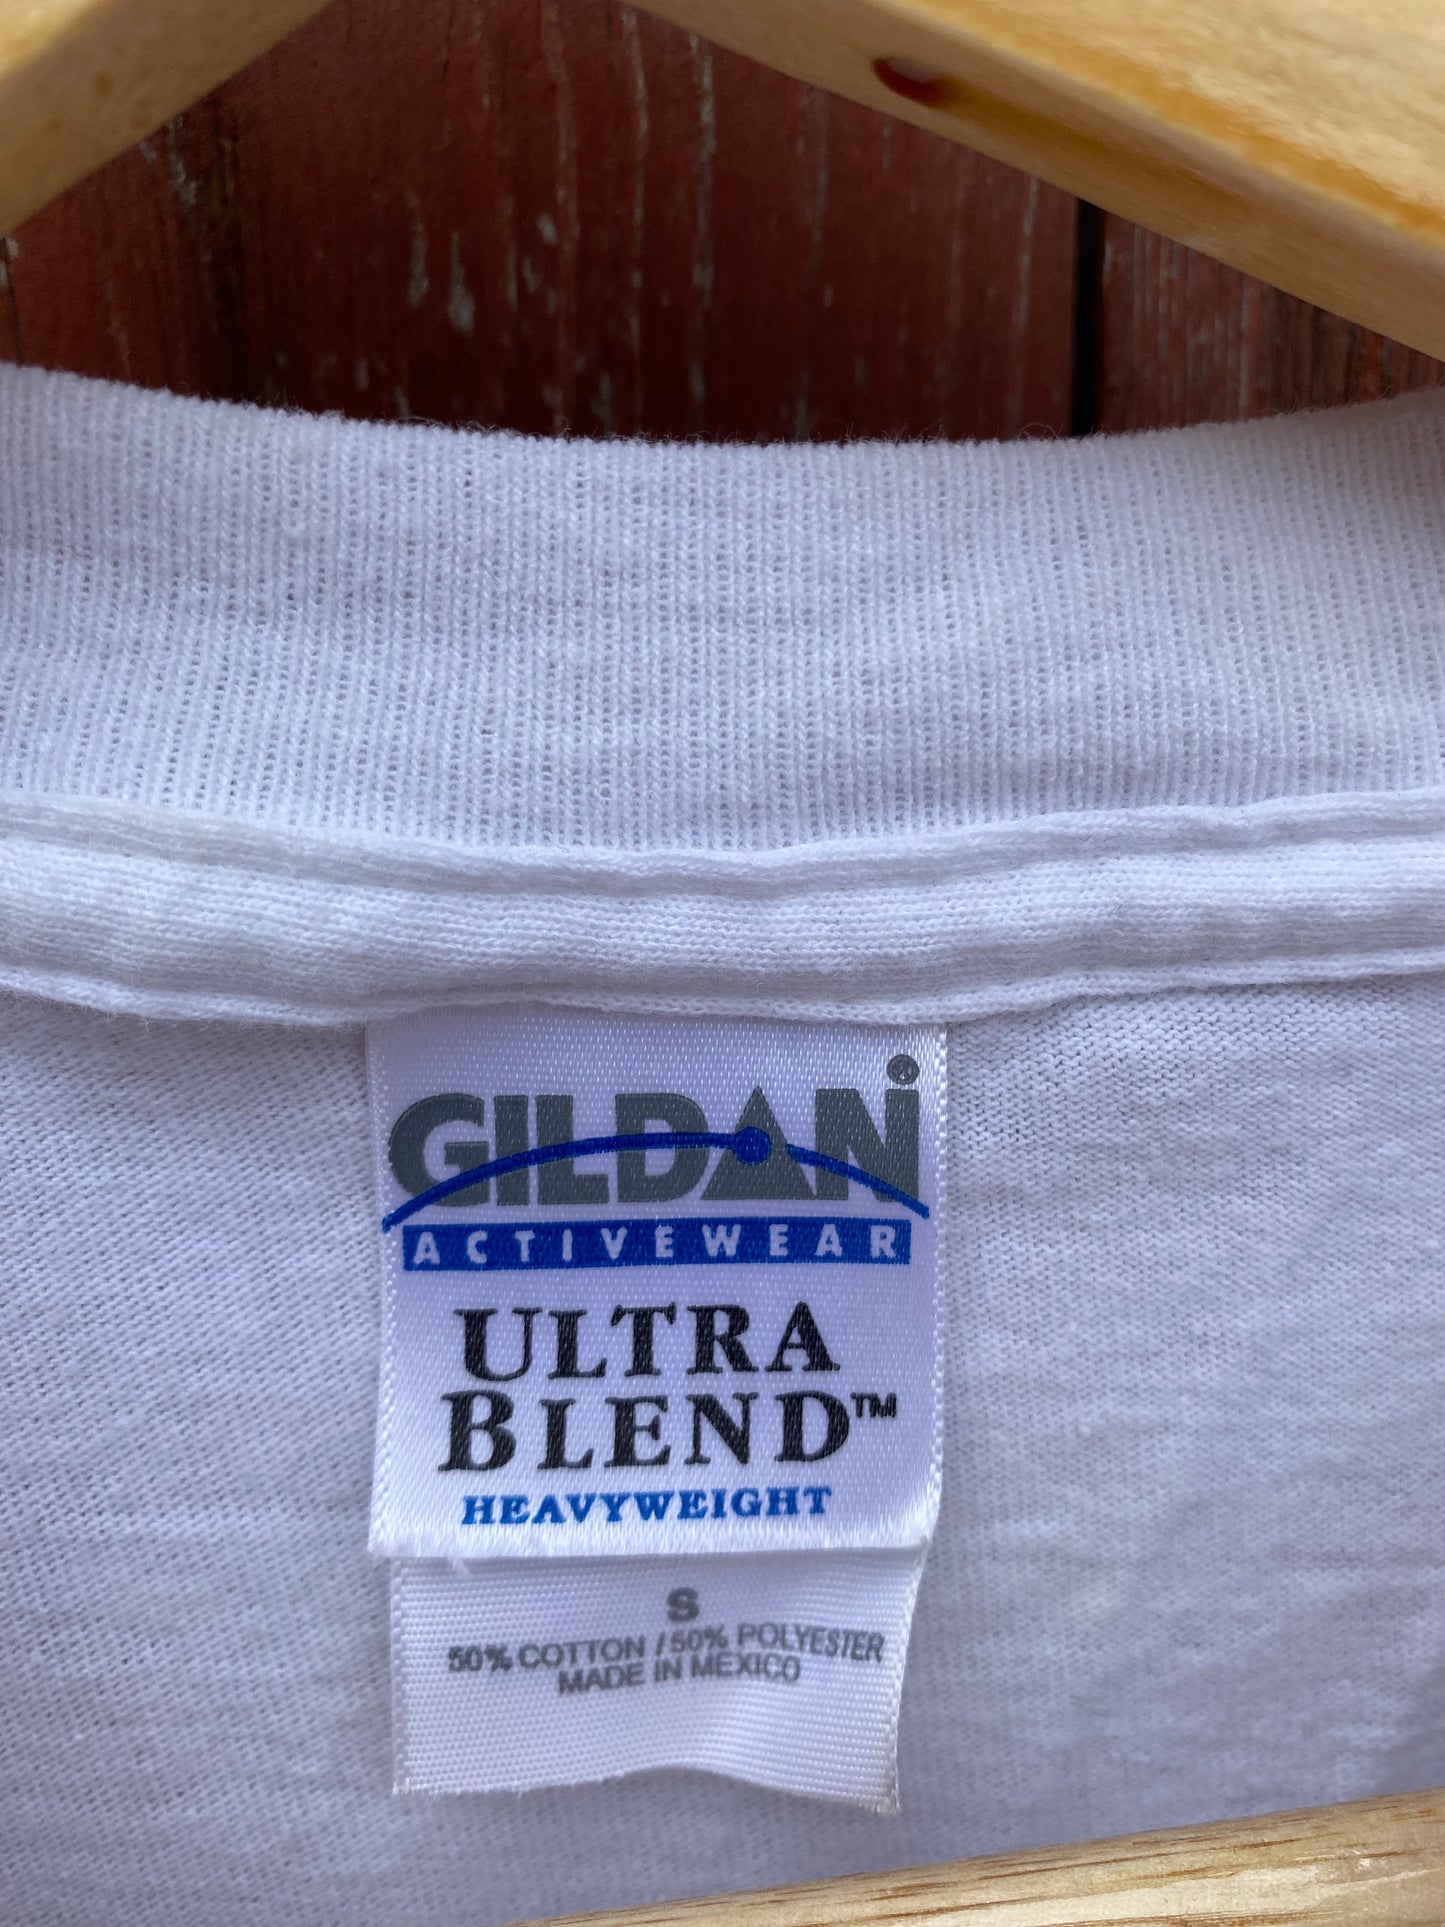 GILDAN®
ACTIVEWEAR
ULTRA
BLEND™
HEAVYWEIGHT
S
50% COTTON / 50% POLYESTER
MADE IN MEXICO